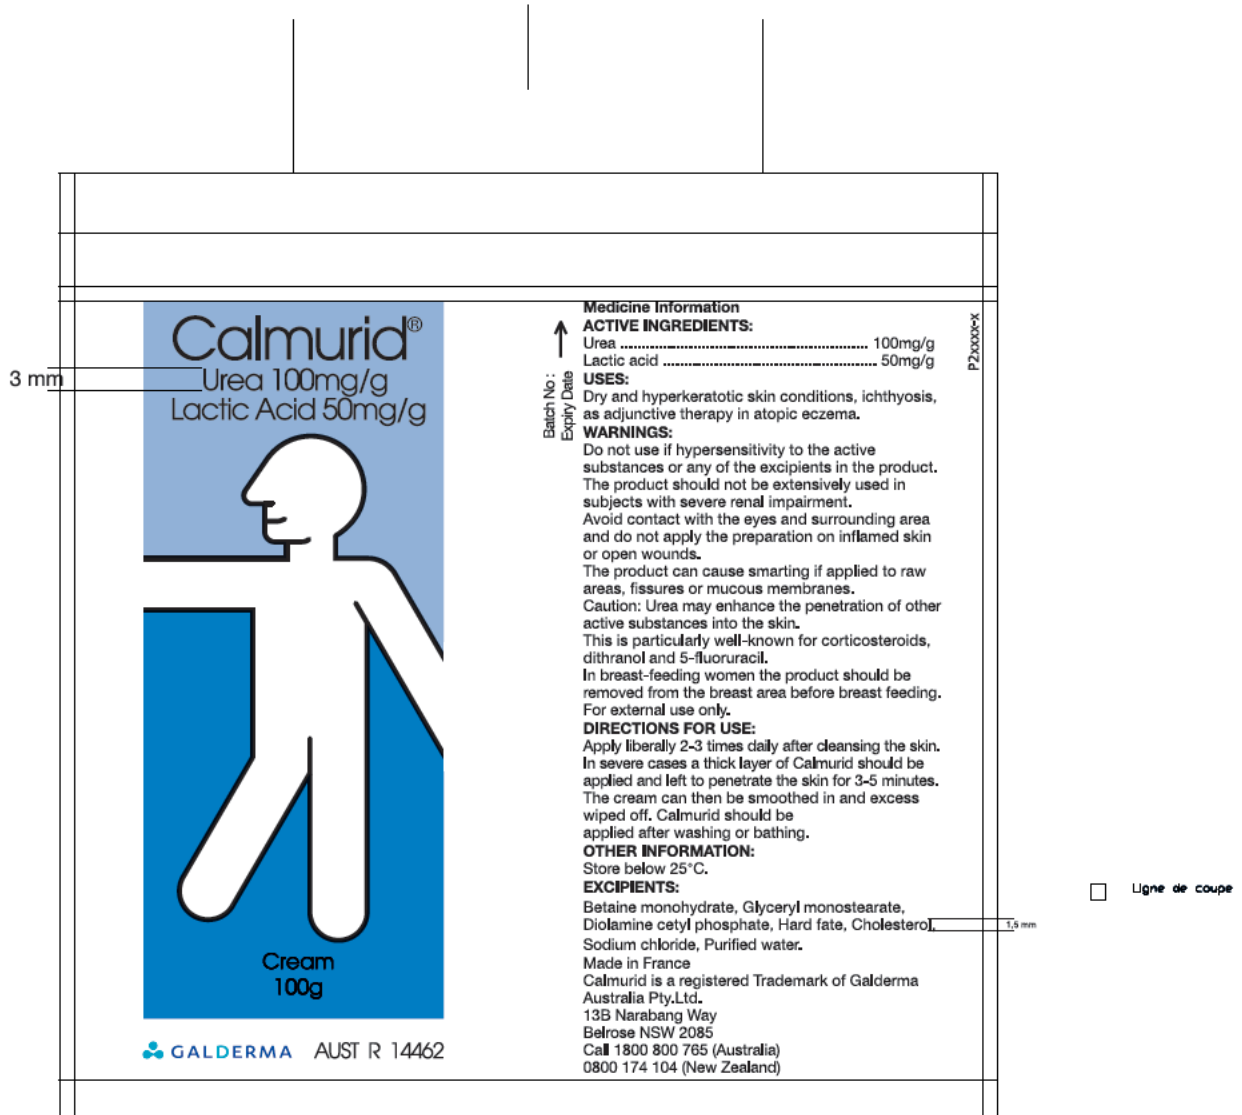 Calmurid®
3 mm
Urea 100mg/g
Lactic Acid 50mg/g
Cream
100g
GALDERMA AUST R 14462
Batch No :
Expiry Date
Medicine Information
ACTIVE INGREDIENTS:
Urea ............................................................... 100mg/g
Lactic acid ...................................................... 50mg/g
USES:
Dry and hyperkeratotic skin conditions, ichthyosis,
as adjunctive therapy in atopic eczema.
WARNINGS:
Do not use if hypersensitivity to the active
substances or any of the excipients in the product.
The product should not be extensively used in
subjects with severe renal impairment.
Avoid contact with the eyes and surrounding area
and do not apply the preparation on inflamed skin
or open wounds.
The product can cause smarting if applied to raw
areas, fissures or mucous membranes.
Caution: Urea may enhance the penetration of other
active substances into the skin.
This is particularly well-known for corticosteroids,
dithranol and 5-fluoruracil.
In breast-feeding women the product should be
removed from the breast area before breast feeding.
For external use only.
DIRECTIONS FOR USE:
Apply liberally 2-3 times daily after cleansing the skin.
In severe cases a thick layer of Calmurid should be
applied and left to penetrate the skin for 3-5 minutes.
The cream can then be smoothed in and excess
wiped off. Calmurid should be
applied after washing or bathing.
OTHER INFORMATION:
Store below 25°C.
EXCIPIENTS:
Betaine monohydrate, Glyceryl monostearate,
Diolamine cetyl phosphate, Hard fate, Cholesterol,
Sodium chloride, Purified water.
Made in France
Calmurid is a registered Trademark of Galderma
Australia Pty.Ltd.
13B Narabang Way
Belrose NSW 2085
Call 1800 800 765 (Australia)
0800 174 104 (New Zealand)
P2xxxx-x
1,5 mm
Ligne de coupe